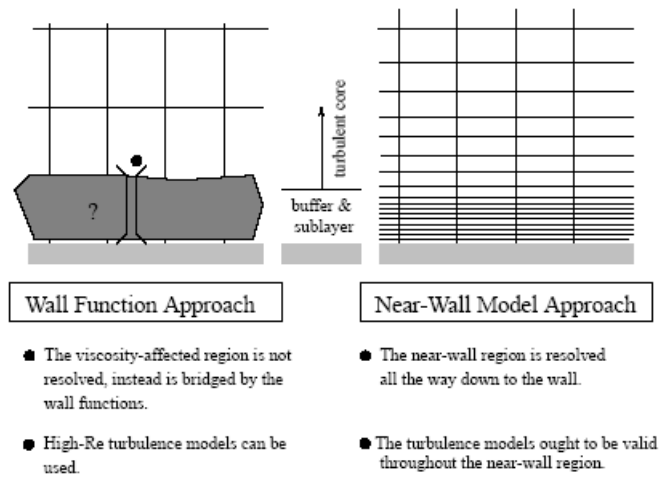 turbulent core
?
buffer &
sublayer
Wall Function Approach
● The viscosity-affected region is not
resolved, instead is bridged by the
wall functions.
● High-Re turbulence models can be
used.
Near-Wall Model Approach
● The near-wall region is resolved
all the way down to the wall.
● The turbulence models ought to be valid
throughout the near-wall region.